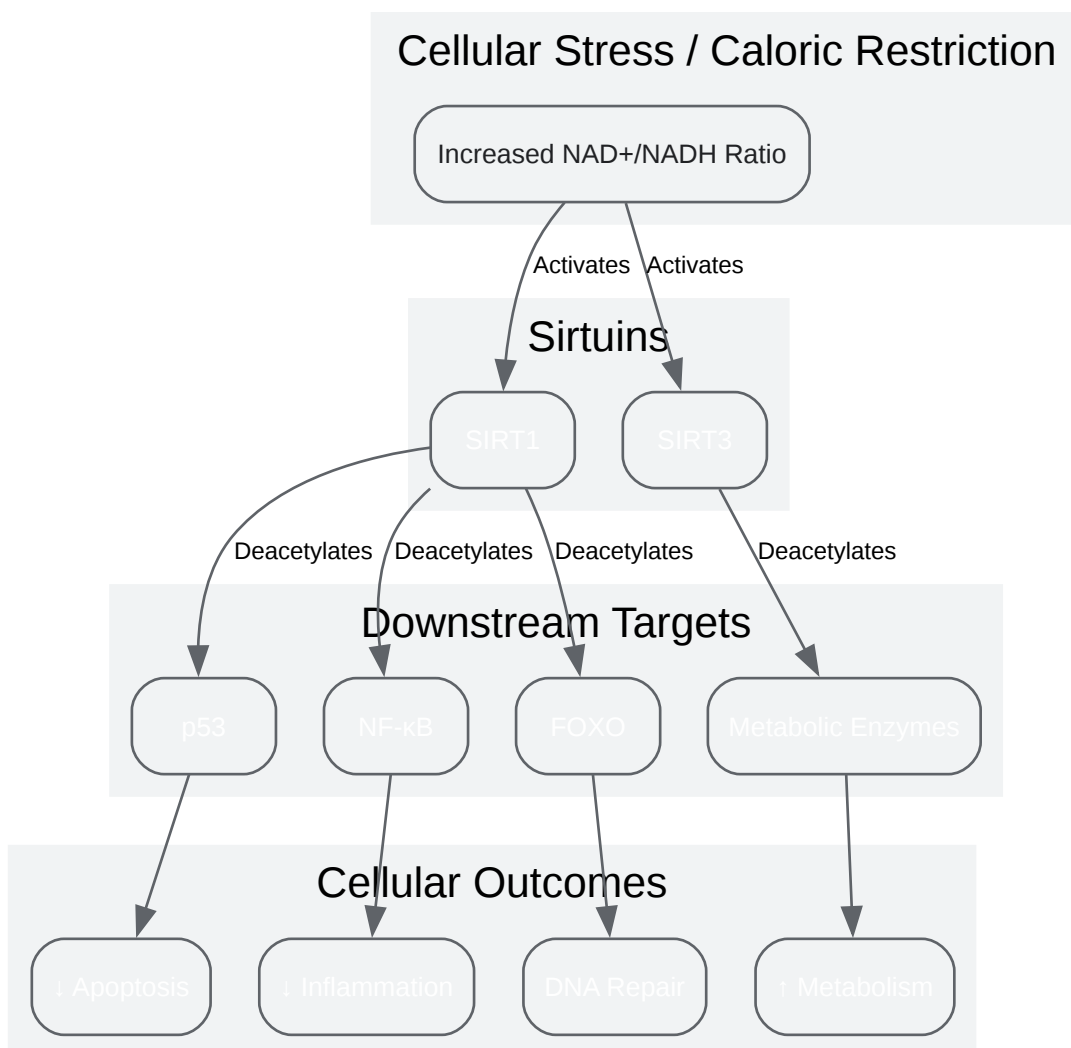 Cellular Stress / Caloric Restriction
Increased NAD+/NADH Ratio
Activates Activates
Sirtuins
SIRT1 SIRT3
Deacetylates Deacetylates Deacetylates Deacetylates
Downstream Targets
p53 NF-κB FOXO Metabolic Enzymes
Cellular Outcomes
↓ Apoptosis ↓ Inflammation DNA Repair ↑ Metabolism